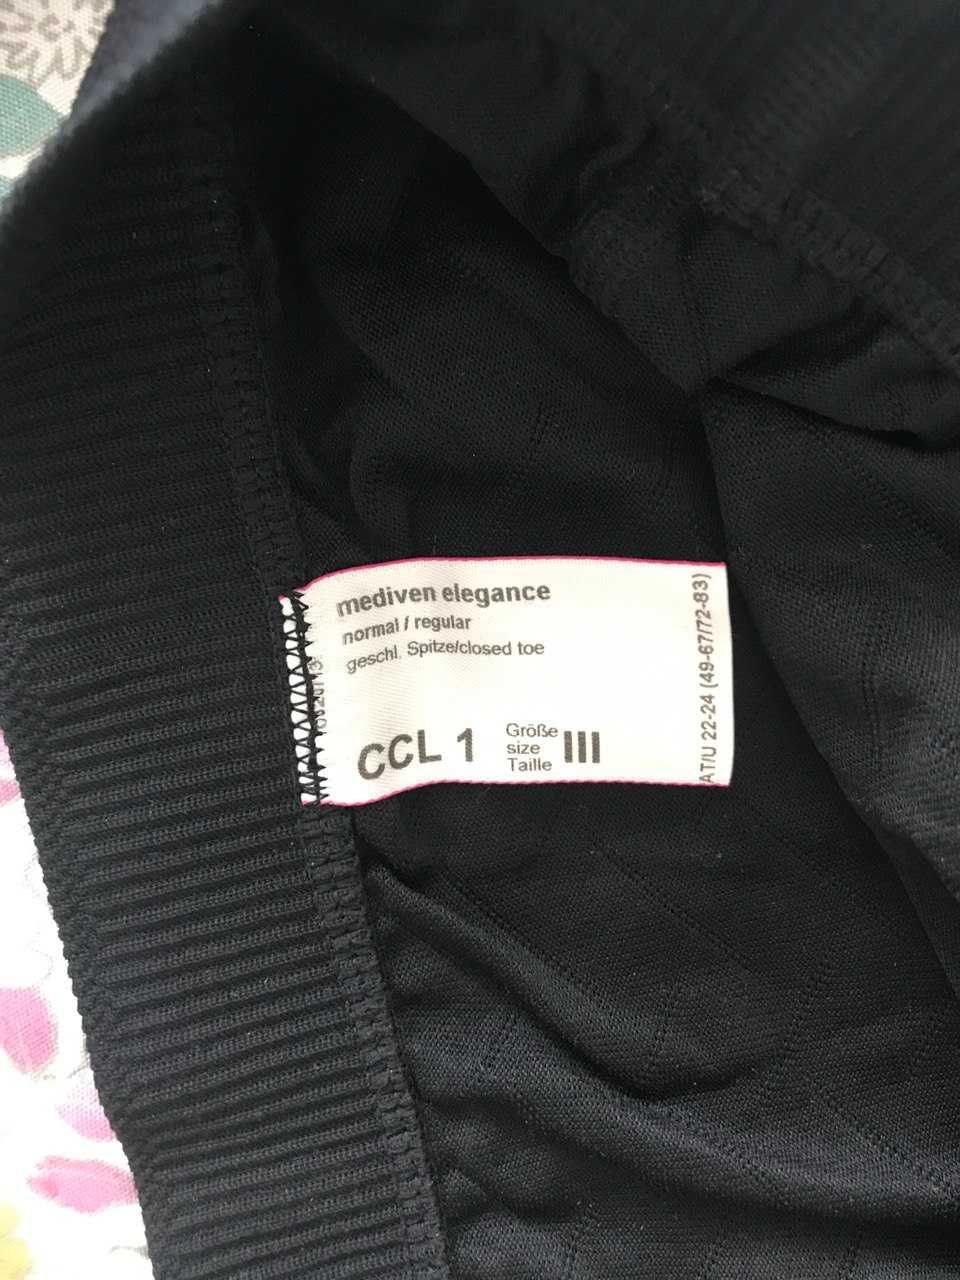 mediven elegance
normal / regular
geschl. Spitze/closed toe
CCL 1
Größe
size
Taille
III
AT/U 22-24 (49-67/72-83)